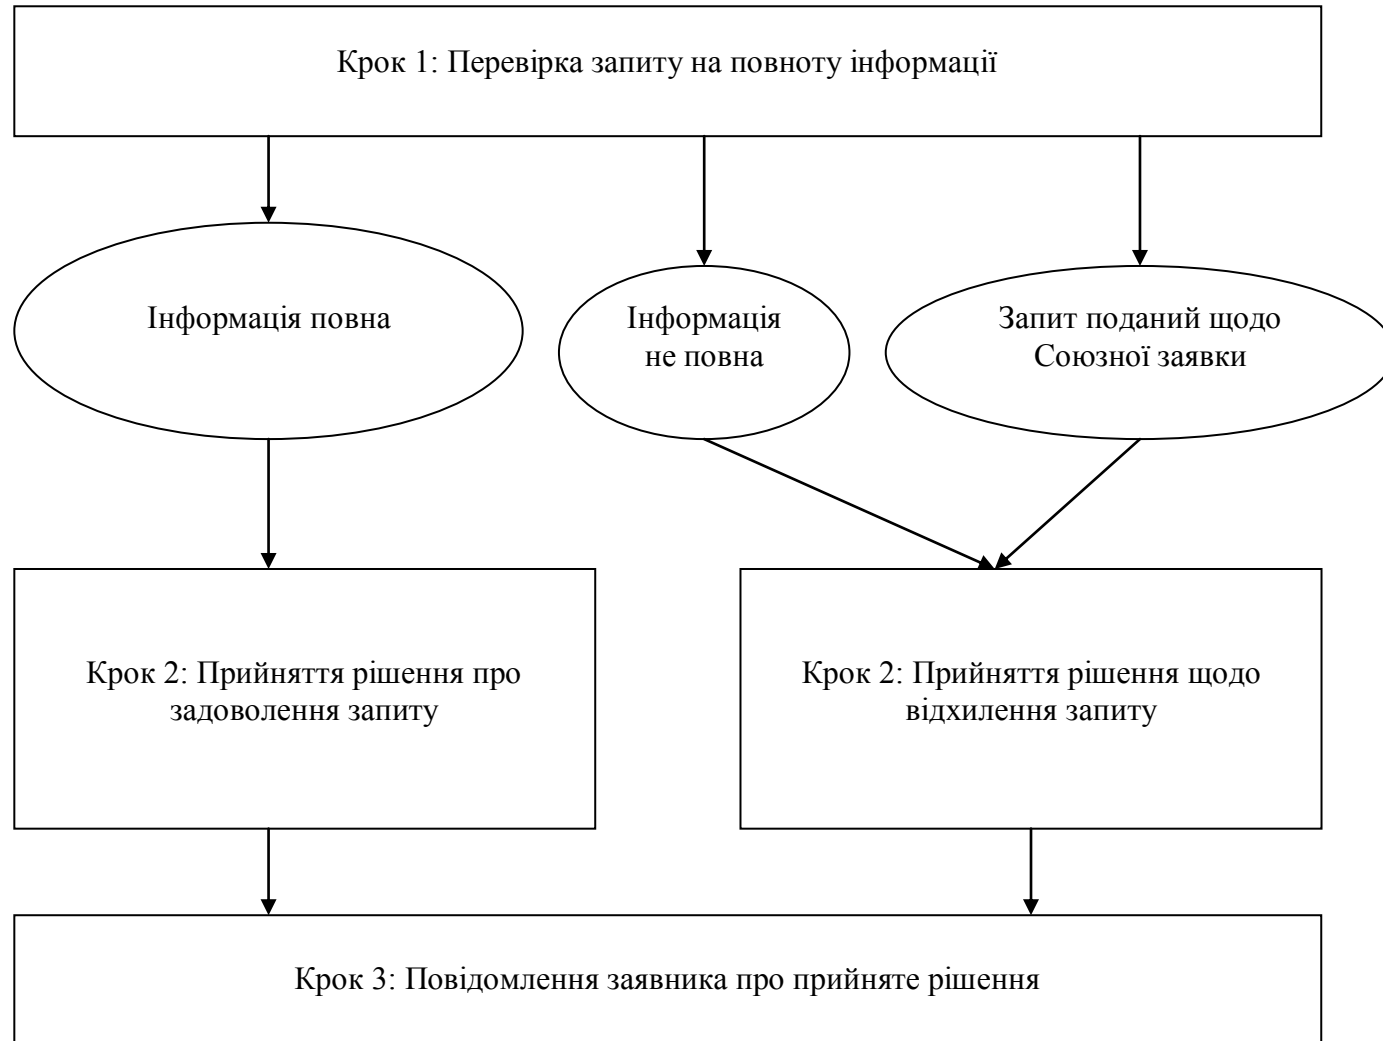 Крок 1: Перевірка запиту на повноту інформації
Інформація повна
Інформація
не повна
Запит поданий щодо
Союзної заявки
Крок 2: Прийняття рішення про
задоволення запиту
Крок 2: Прийняття рішення щодо
відхилення запиту
Крок 3: Повідомлення заявника про прийняте рішення